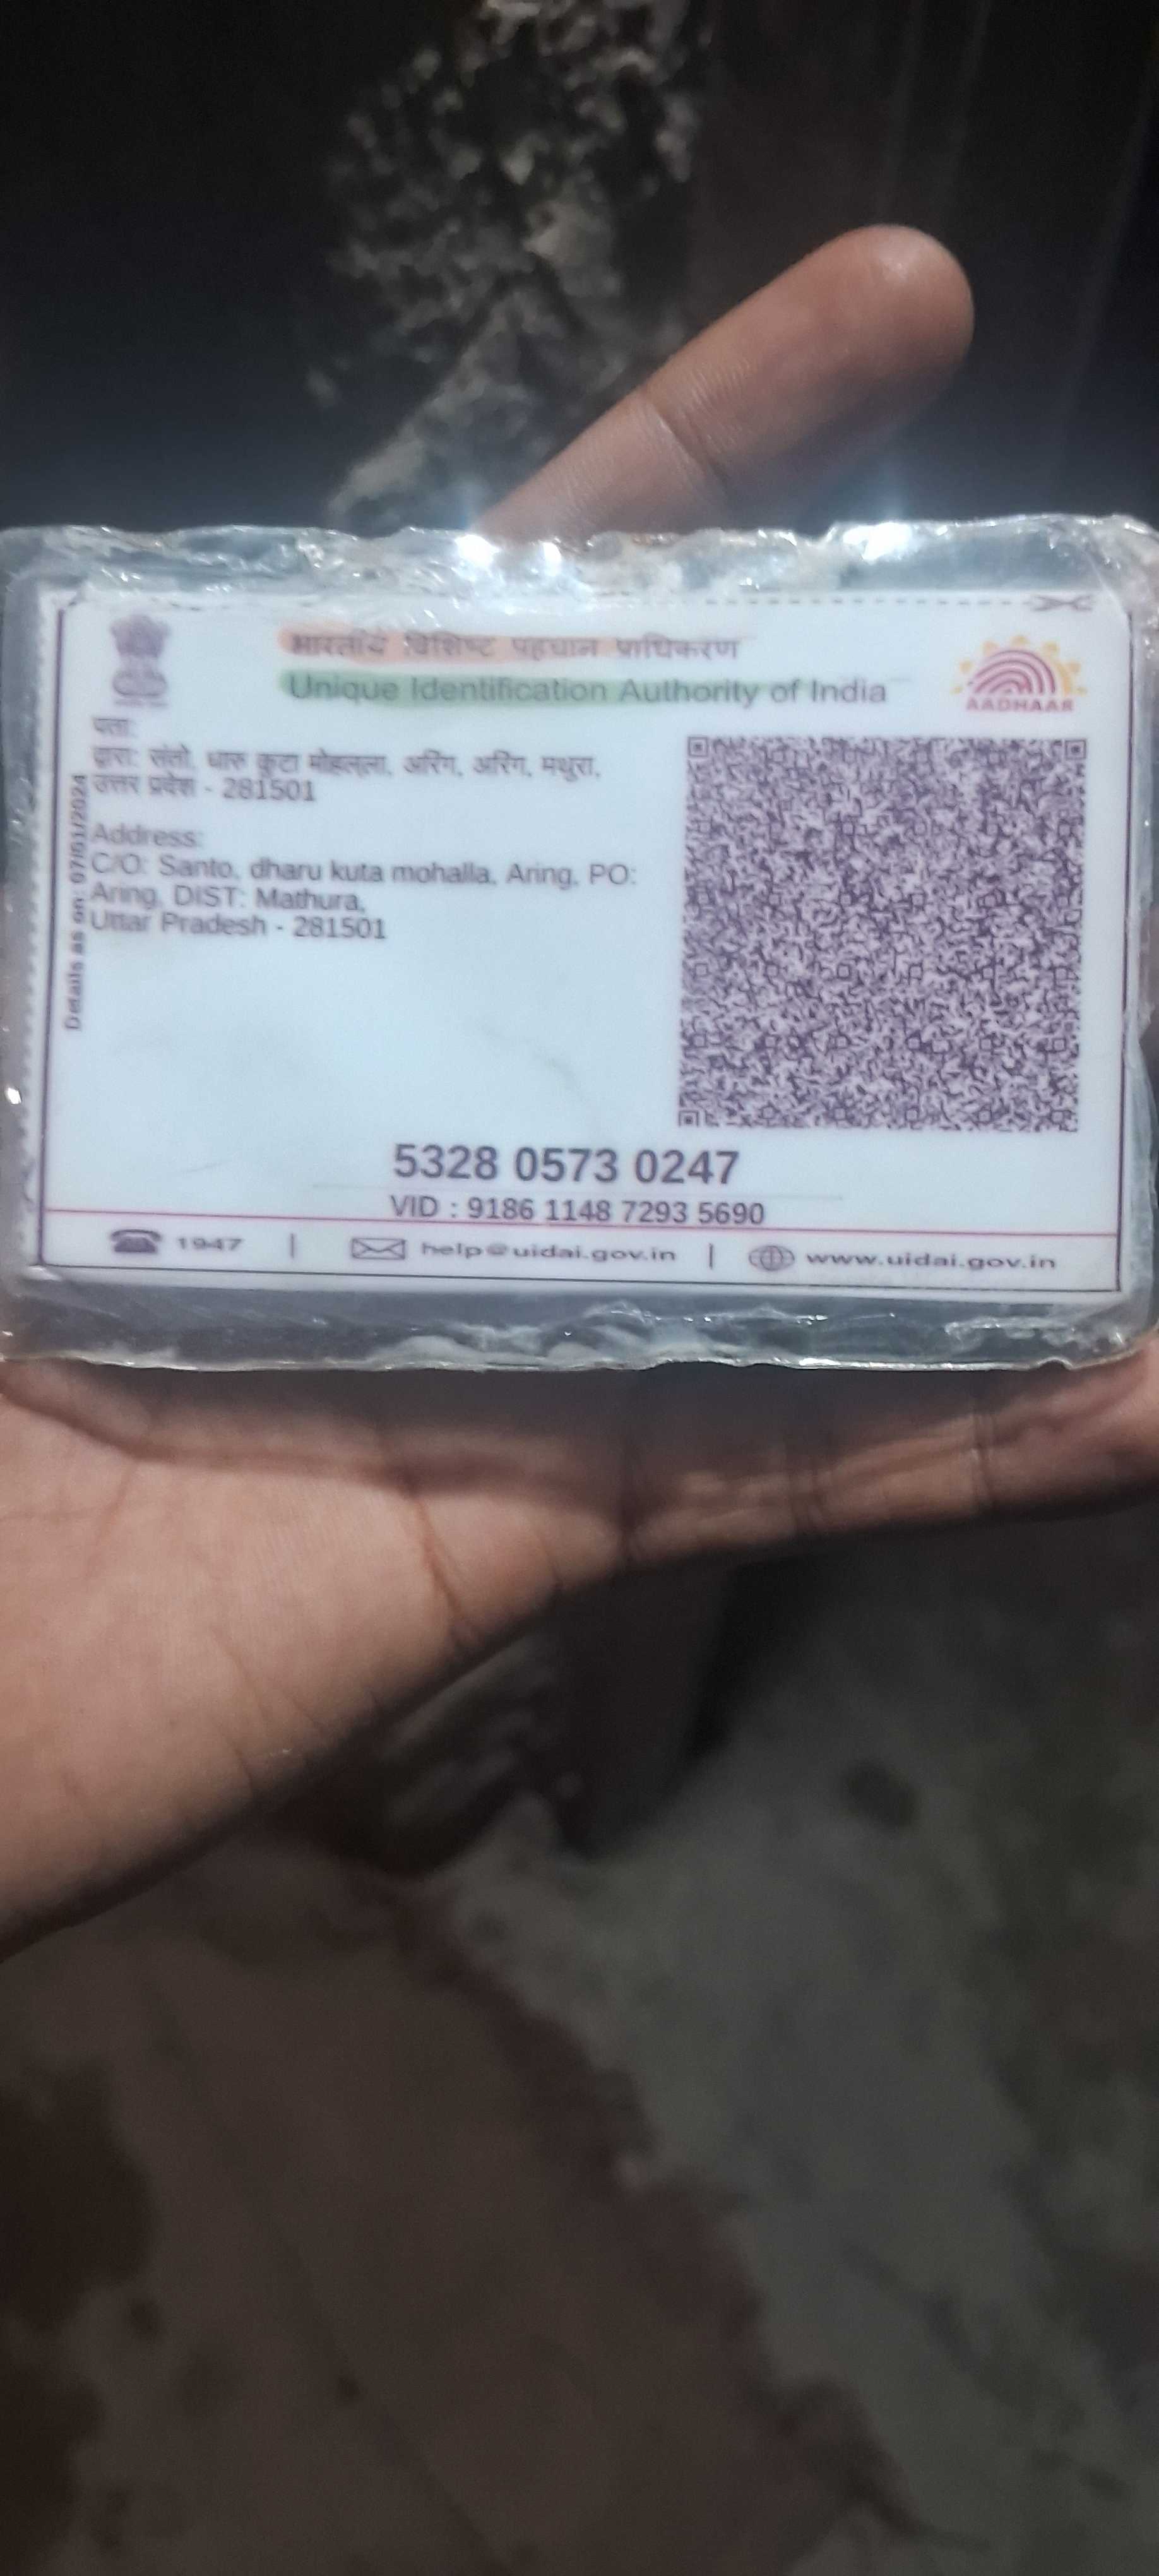 भारतीय विशिष्ट पहचान प्राधिकरण
Unique Identification Authority of India
AADHAAR
पता:
द्वारा: संतो, धारु कुटा मोहल्ला, अरिंग, अरिंग, मथुरा,
उत्तर प्रदेश - 281501
Address:
C/O: Santo, dharu kuta mohalla, Aring, PO:
Aring, DIST: Mathura,
Uttar Pradesh - 281501
Details as on: 07/01/2024
5328 0573 0247
VID : 9186 1148 7293 5690
1947 | help@uidai.gov.in | www.uidai.gov.in